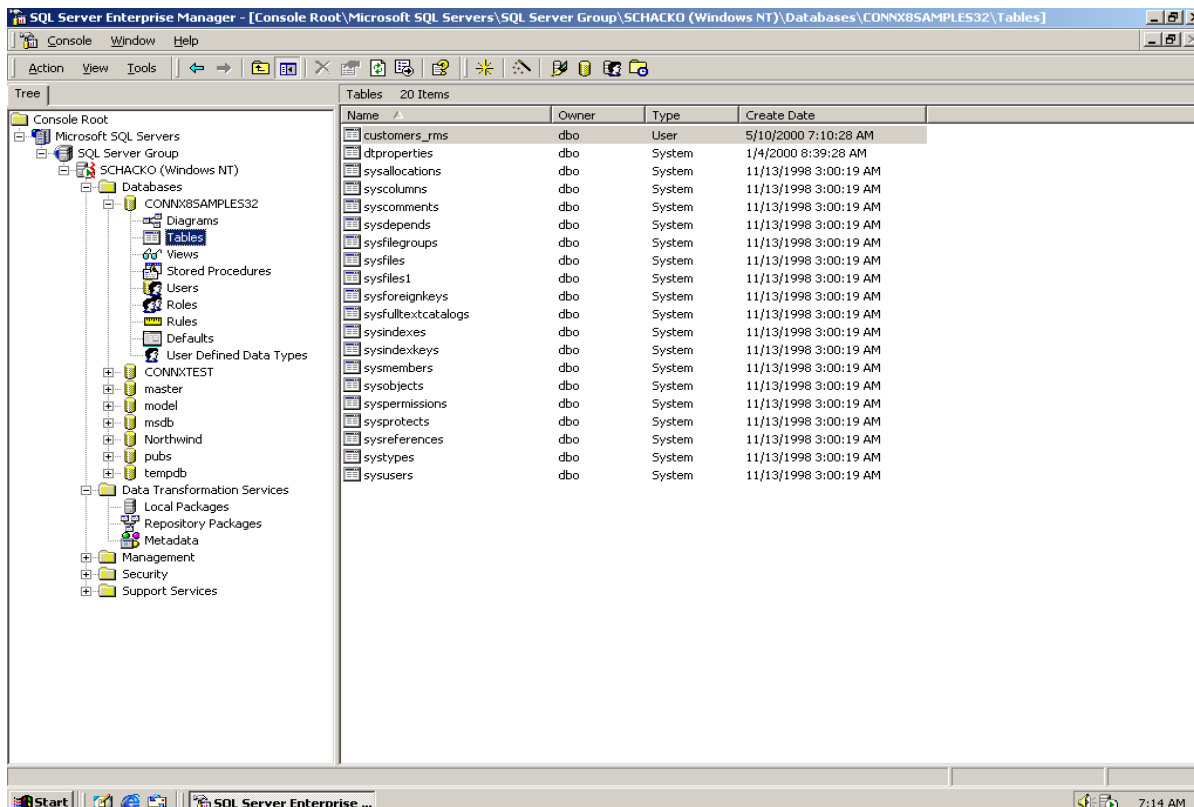 SQL Server Enterprise Manager - [Console Root\Microsoft SQL Servers\SQL Server Group\SCHACKO (Windows NT)\Databases\CONNX8SAMPLES32\Tables]
Console Window Help
Action View Tools
Tree
Tables 20 Items
Console Root
Microsoft SQL Servers
SQL Server Group
SCHACKO (Windows NT)
Databases
CONNX8SAMPLES32
Diagrams
Tables
Views
Stored Procedures
Users
Roles
Rules
Defaults
User Defined Data Types
CONNXTEST
master
model
msdb
Northwind
pubs
tempdb
Data Transformation Services
Local Packages
Repository Packages
Metadata
Management
Security
Support Services
Name Owner Type Create Date
customers_rms dbo User 5/10/2000 7:10:28 AM
dtproperties dbo System 1/4/2000 8:39:28 AM
sysallocations dbo System 11/13/1998 3:00:19 AM
syscolumns dbo System 11/13/1998 3:00:19 AM
syscomments dbo System 11/13/1998 3:00:19 AM
sysdepends dbo System 11/13/1998 3:00:19 AM
sysfilegroups dbo System 11/13/1998 3:00:19 AM
sysfiles dbo System 11/13/1998 3:00:19 AM
sysfiles1 dbo System 11/13/1998 3:00:19 AM
sysforeignkeys dbo System 11/13/1998 3:00:19 AM
sysfulltextcatalogs dbo System 11/13/1998 3:00:19 AM
sysindexes dbo System 11/13/1998 3:00:19 AM
sysindexkeys dbo System 11/13/1998 3:00:19 AM
sysmembers dbo System 11/13/1998 3:00:19 AM
sysobjects dbo System 11/13/1998 3:00:19 AM
syspermissions dbo System 11/13/1998 3:00:19 AM
sysprotects dbo System 11/13/1998 3:00:19 AM
sysreferences dbo System 11/13/1998 3:00:19 AM
systypes dbo System 11/13/1998 3:00:19 AM
sysusers dbo System 11/13/1998 3:00:19 AM
Start SQL Server Enterprise ... 7:14 AM